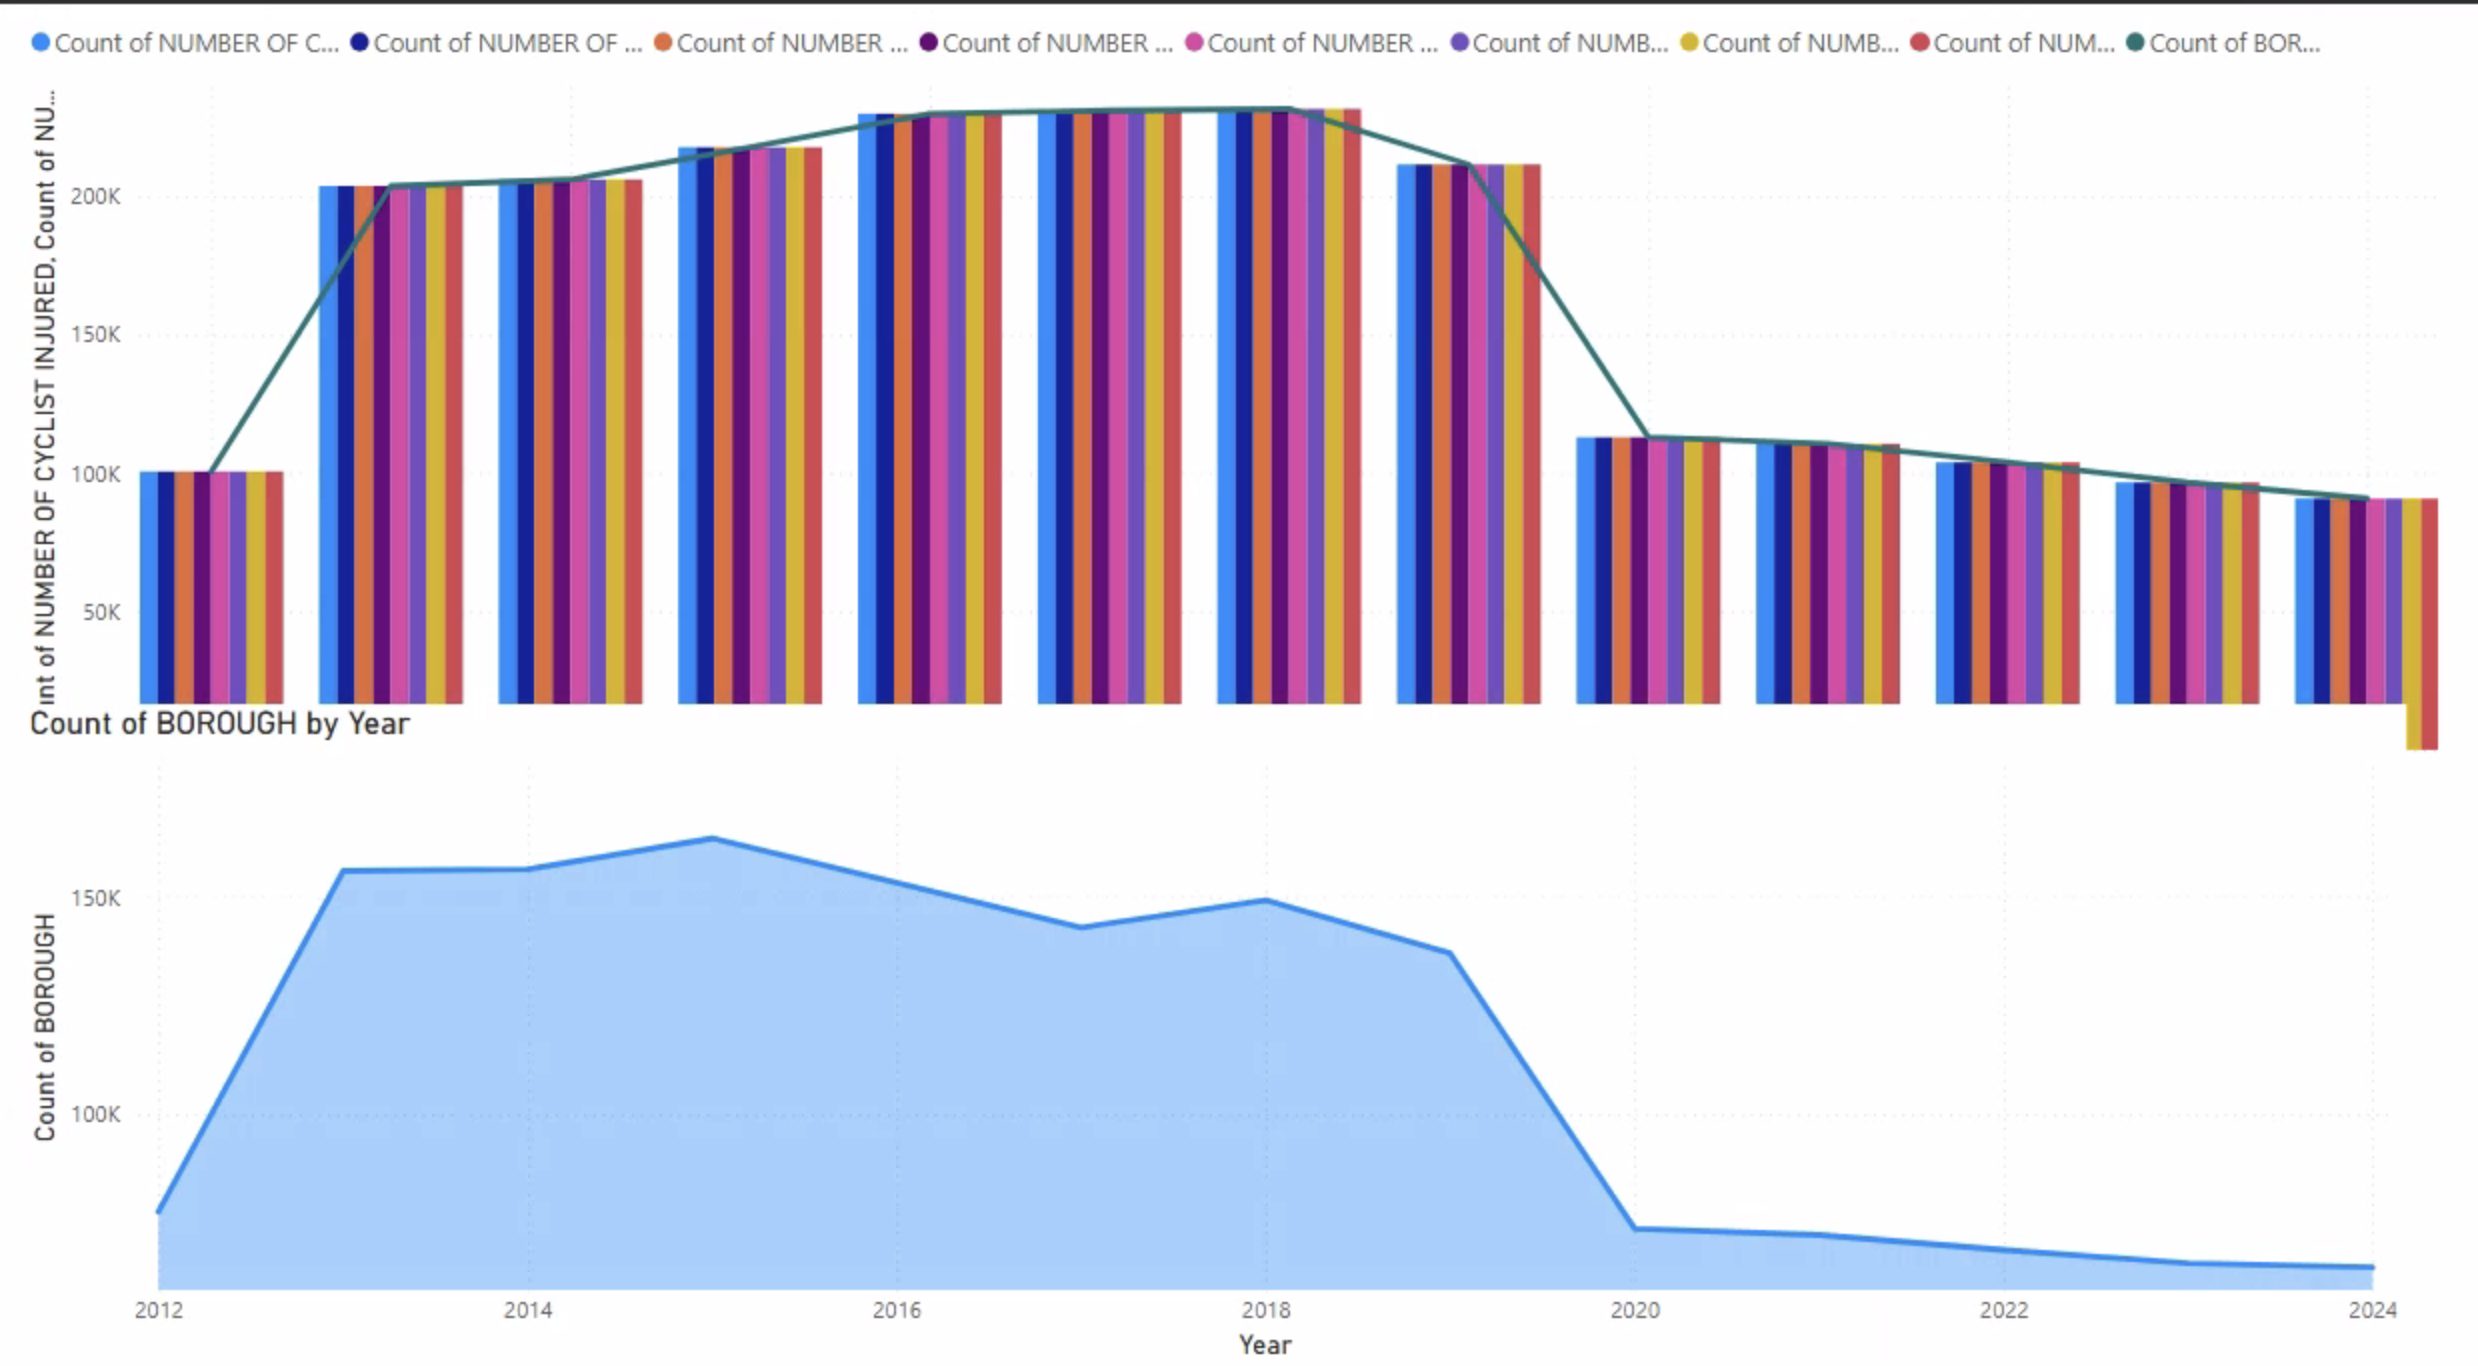 Count of NUMBER OF C... Count of NUMBER OF ... Count of NUMBER ... Count of NUMBER ... Count of NUMBER ... Count of NUMB... Count of NUMB... Count of NUM... Count of BOR...
int of NUMBER OF CYCLIST INJURED, Count of NU...
200K
150K
100K
50K
Count of BOROUGH by Year
Count of BOROUGH
150K
100K
2012 2014 2016 2018 2020 2022 2024
Year